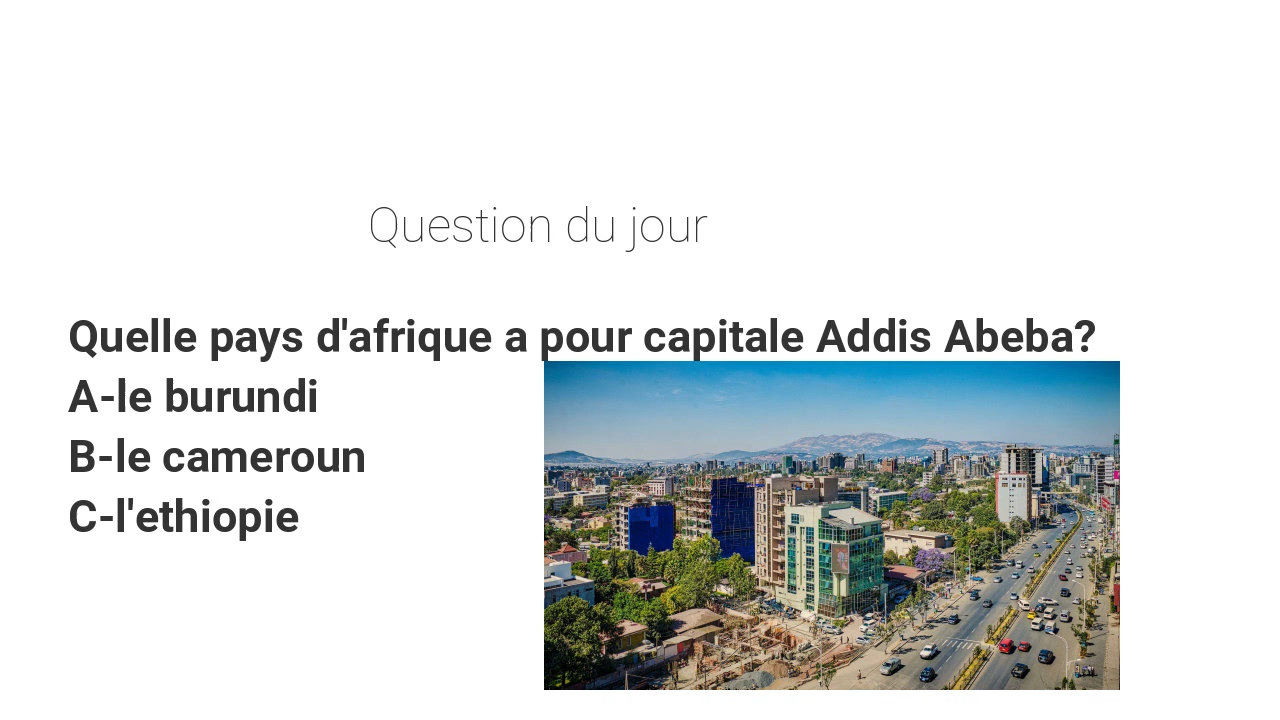 Question du jour
Quelle pays d'afrique a pour capitale Addis Abeba?
A-le burundi
B-le cameroun
C-l'ethiopie